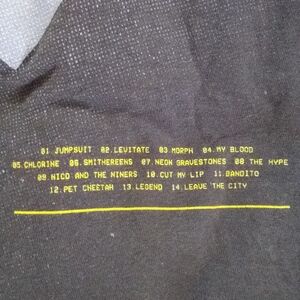 01 JUMPSUIT 02.LEVITATE 03.MORPH 04.MY BLOOD
05.CHLORINE 06.SMITHEREENS 07.NEON GRAVESTONES 08 THE HYPE
09.NICO AND THE NINERS 10.CUT MY LIP 11.BANDITO
12.PET CHEETAH 13.LEGEND 14.LEAVE THE CITY